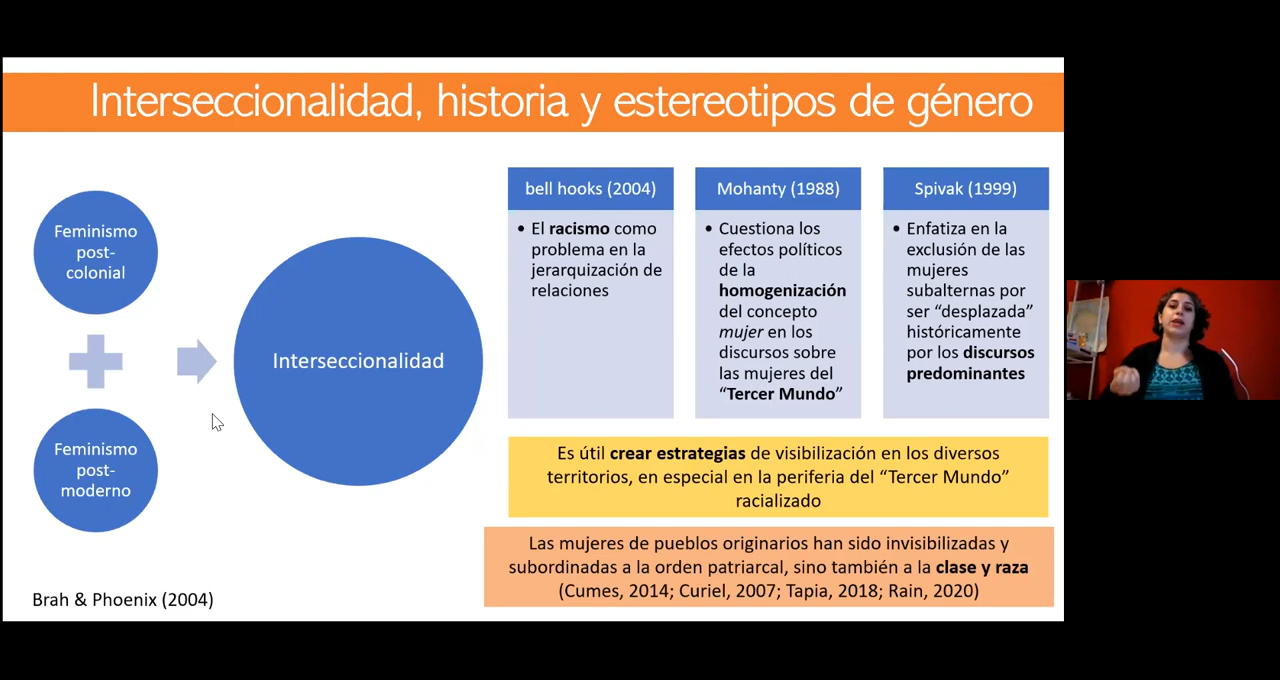 Interseccionalidad, historia y estereotipos de género
Feminismo
post-
colonial
Feminismo
post-
moderno
Interseccionalidad
Brah & Phoenix (2004)
bell hooks (2004)
• El racismo como
problema en la
jerarquización de
relaciones
Mohanty (1988)
• Cuestiona los
efectos políticos
de la
homogenización
del concepto
mujer en los
discursos sobre
las mujeres del
“Tercer Mundo”
Spivak (1999)
• Enfatiza en la
exclusión de las
mujeres
subalternas por
ser “desplazada”
históricamente
por los discursos
predominantes
Es útil crear estrategias de visibilización en los diversos
territorios, en especial en la periferia del “Tercer Mundo”
racializado
Las mujeres de pueblos originarios han sido invisibilizadas y
subordinadas a la orden patriarcal, sino también a la clase y raza
(Cumes, 2014; Curiel, 2007; Tapia, 2018; Rain, 2020)